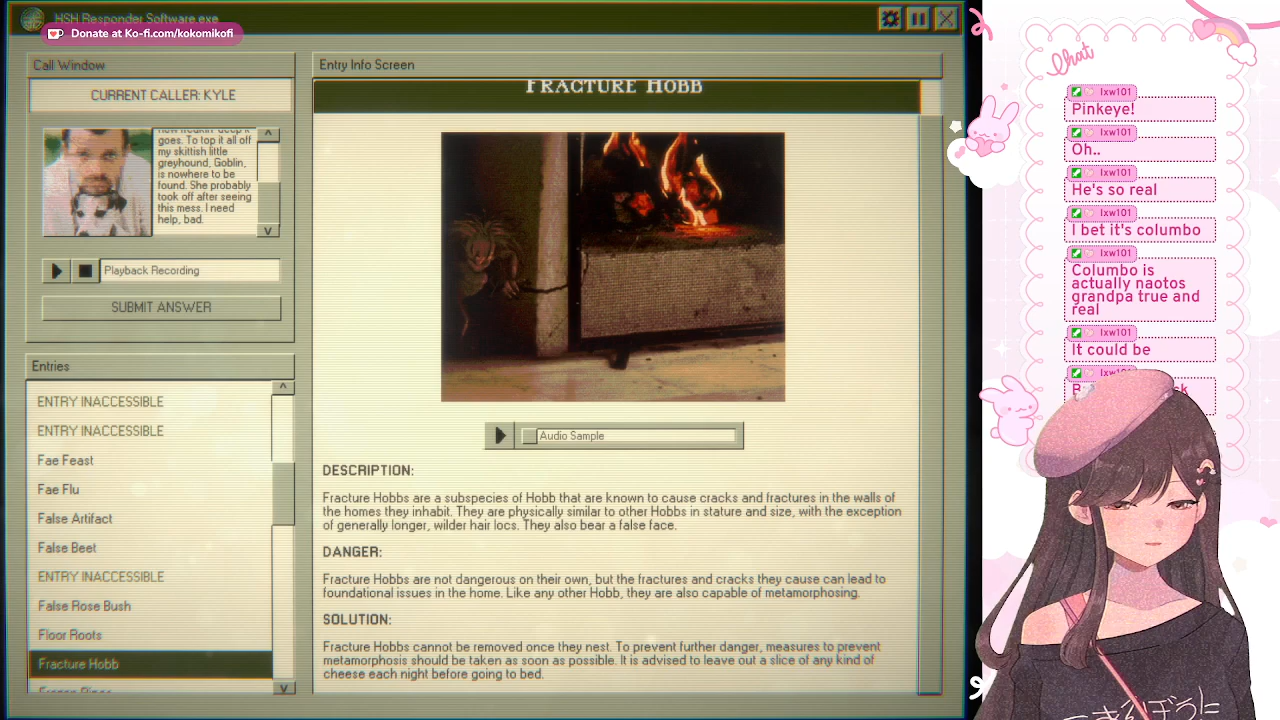 HSH Responder Software.exe
Donate at Ko-fi.com/kokomikofi
Call Window
CURRENT CALLER: KYLE
goes. To top it all off
my skittish little
greyhound, Goblin,
is nowhere to be
found. She probably
took off after seeing
this mess. I need
help, bad.
Playback Recording
SUBMIT ANSWER
Entries
ENTRY INACCESSIBLE
ENTRY INACCESSIBLE
Fae Feast
Fae Flu
False Artifact
False Beet
ENTRY INACCESSIBLE
False Rose Bush
Floor Roots
Fracture Hobb
Entry Info Screen
FRACTURE HOBB
Audio Sample
DESCRIPTION:
Fracture Hobbs are a subspecies of Hobb that are known to cause cracks and fractures in the walls of
the homes they inhabit. They are physically similar to other Hobbs in stature and size, with the exception
of generally longer, wilder hair locs. They also bear a false face.
DANGER:
Fracture Hobbs are not dangerous on their own, but the fractures and cracks they cause can lead to
foundational issues in the home. Like any other Hobb, they are also capable of metamorphosing.
SOLUTION:
Fracture Hobbs cannot be removed once they nest. To prevent further danger, measures to prevent
metamorphosis should be taken as soon as possible. It is advised to leave out a slice of any kind of
cheese each night before going to bed.
Chat
lxw101
Pinkeye!
lxw101
Oh..
lxw101
He's so real
lxw101
I bet it's columbo
lxw101
Columbo is
actually naotos
grandpa true and
real
lxw101
It could be
lxw101